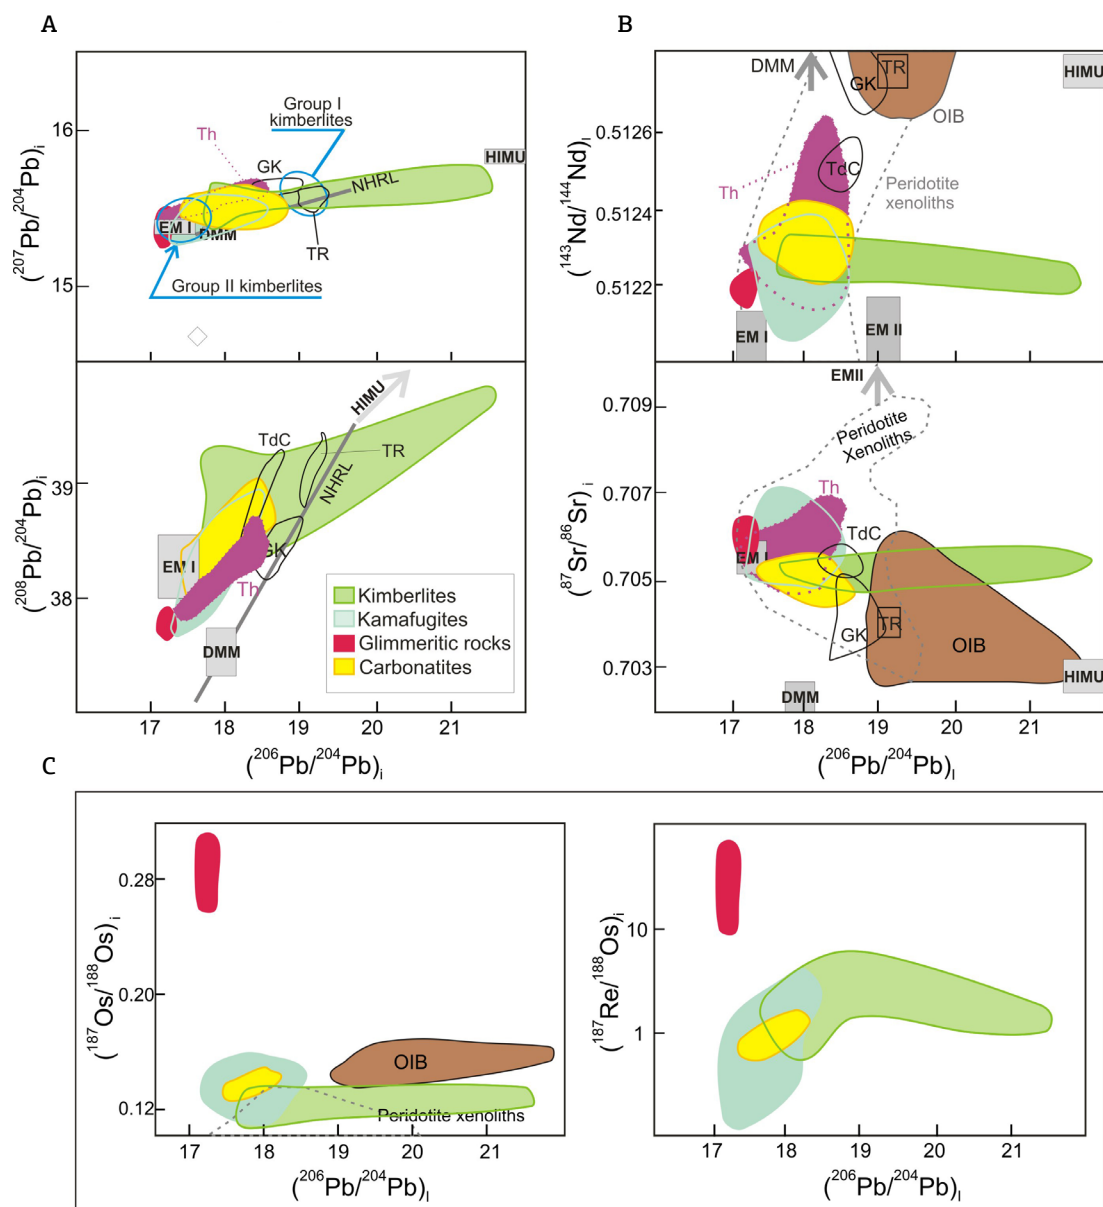 A
16
15
(²⁰⁷Pb/²⁰⁴Pb)i
Group I
kimberlites
Th
GK
HIMU
NHRL
EM I
DMM
TR
Group II kimberlites
B
DMM
GK
TR
HIMU
OIB
0.5126
0.5124
0.5122
(¹⁴³Nd/¹⁴⁴Nd)i
TdC
Th
Peridotite
xenoliths
EM I
EM II
39
38
(²⁰⁸Pb/²⁰⁴Pb)i
HIMU
TdC
TR
NHRL
EM I
GK
Th
DMM
Kimberlites
Kamafugites
Glimmeritic rocks
Carbonatites
17
18
19
20
21
(²⁰⁶Pb/²⁰⁴Pb)i
EMII
0.709
0.707
0.705
0.703
(⁸⁷Sr/⁸⁶Sr)i
Peridotite
Xenoliths
Th
TdC
EM I
GK
TR
OIB
HIMU
DMM
17
18
19
20
21
(²⁰⁶Pb/²⁰⁴Pb)I
C
0.28
0.20
0.12
(¹⁸⁷Os/¹⁸⁸Os)i
OIB
Peridotite xenoliths
17
18
19
20
21
(²⁰⁶Pb/²⁰⁴Pb)I
10
1
(¹⁸⁷Re/¹⁸⁸Os)i
17
18
19
20
21
(²⁰⁶Pb/²⁰⁴Pb)I